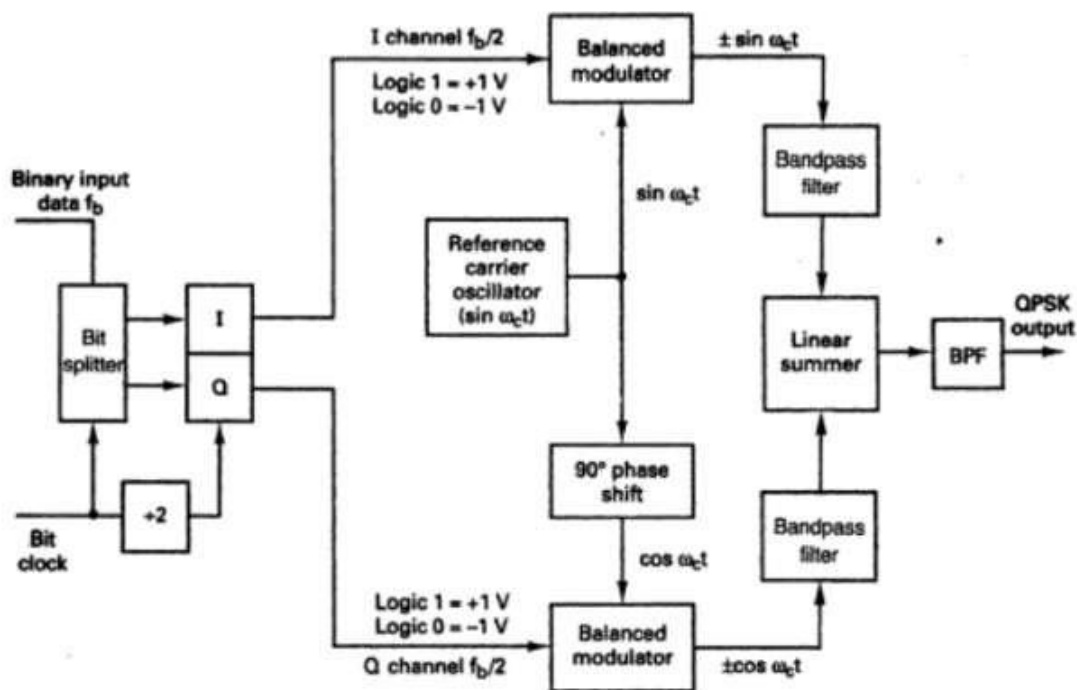 I channel f_b/2
Logic 1 = +1 V
Logic 0 = –1 V
Balanced
modulator
± sin ω_ct
Binary input
data f_b
Bandpass
filter
sin ω_ct
Reference
carrier
oscillator
(sin ω_ct)
Bit
splitter
I
Q
Linear
summer
BPF
QPSK
output
90° phase
shift
÷2
Bit
clock
cos ω_ct
Bandpass
filter
Logic 1 = +1 V
Logic 0 = –1 V
Q channel f_b/2
Balanced
modulator
±cos ω_ct